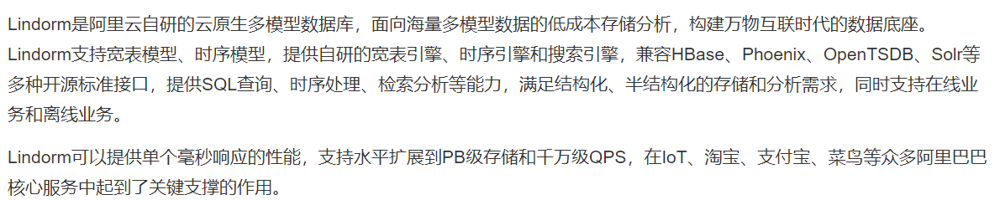 Lindorm是阿里云自研的云原生多模型数据库，面向海量多模型数据的低成本存储分析，构建万物互联时代的数据底座。
Lindorm支持宽表模型、时序模型，提供自研的宽表引擎、时序引擎和搜索引擎，兼容HBase、Phoenix、OpenTSDB、Solr等
多种开源标准接口，提供SQL查询、时序处理、检索分析等能力，满足结构化、半结构化的存储和分析需求，同时支持在线业
务和离线业务。
Lindorm可以提供单个毫秒响应的性能，支持水平扩展到PB级存储和千万级QPS，在IoT、淘宝、支付宝、菜鸟等众多阿里巴巴
核心服务中起到了关键支撑的作用。